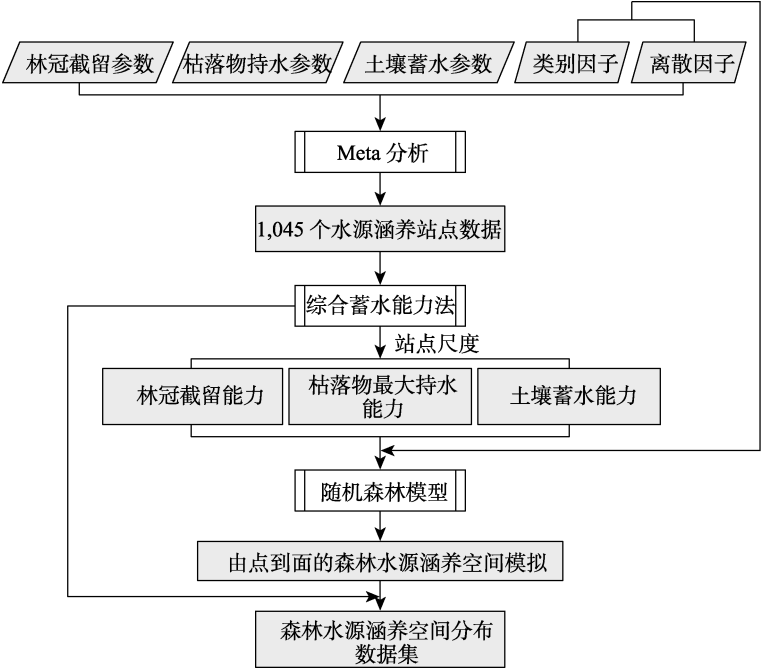 林冠截留参数
枯落物持水参数
土壤蓄水参数
类别因子
离散因子
Meta 分析
1,045 个水源涵养站点数据
综合蓄水能力法
站点尺度
林冠截留能力
枯落物最大持水
能力
土壤蓄水能力
随机森林模型
由点到面的森林水源涵养空间模拟
森林水源涵养空间分布
数据集